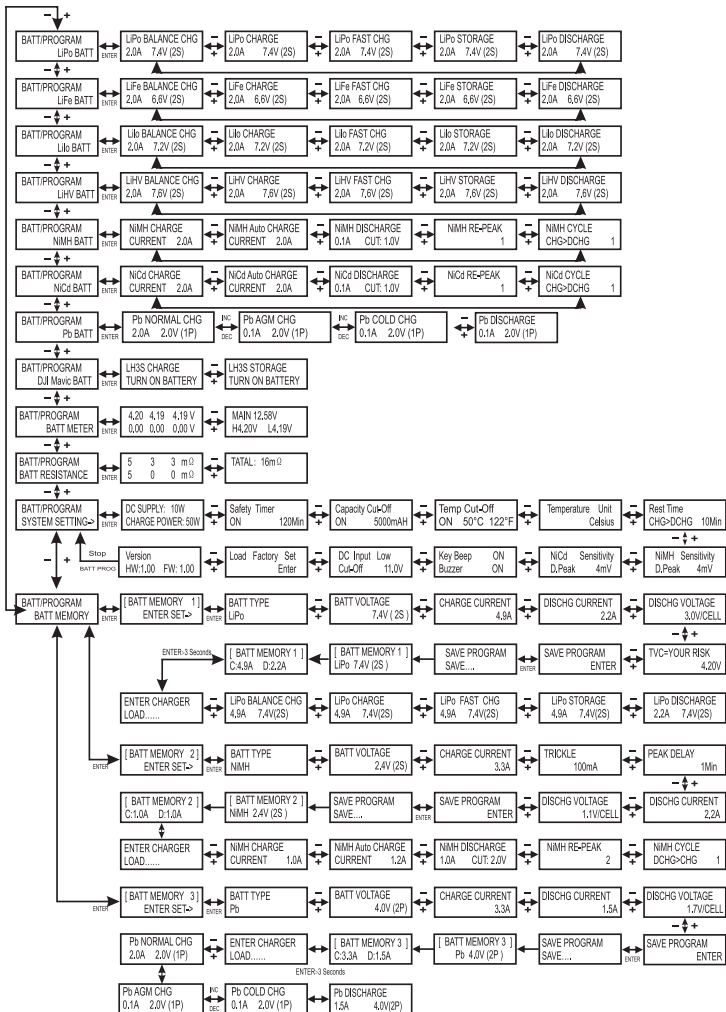 BATT/PROGRAM
LiPo BATT
ENTER
LiPo BALANCE CHG
2.0A 7.4V (2S)
LiPo CHARGE
2.0A 7.4V (2S)
LiPo FAST CHG
2.0A 7.4V (2S)
LiPo STORAGE
2.0A 7.4V (2S)
LiPo DISCHARGE
2.0A 7.4V (2S)
BATT/PROGRAM
LiFe BATT
ENTER
LiFe BALANCE CHG
2,0A 6,6V (2S)
LiFe CHARGE
2,0A 6,6V (2S)
LiFe FAST CHG
2,0A 6,6V (2S)
LiFe STORAGE
2,0A 6,6V (2S)
LiFe DISCHARGE
2,0A 6,6V (2S)
BATT/PROGRAM
LiIo BATT
ENTER
LiIo BALANCE CHG
2.0A 7.2V (2S)
LiIo CHARGE
2.0A 7.2V (2S)
LiIo FAST CHG
2.0A 7.2V (2S)
LiIo STORAGE
2.0A 7.2V (2S)
LiIo DISCHARGE
2.0A 7.2V (2S)
BATT/PROGRAM
LiHV BATT
ENTER
LiHV BALANCE CHG
2,0A 7,6V (2S)
LiHV CHARGE
2,0A 7,6V (2S)
LiHV FAST CHG
2,0A 7,6V (2S)
LiHV STORAGE
2,0A 7,6V (2S)
LiHV DISCHARGE
2,0A 7,6V (2S)
BATT/PROGRAM
NiMH BATT
ENTER
NiMH CHARGE
CURRENT 2.0A
NiMH Auto CHARGE
CURRENT 2.0A
NiMH DISCHARGE
0.1A CUT: 1.0V
NiMH RE-PEAK
1
NiMH CYCLE
CHG>DCHG 1
BATT/PROGRAM
NiCd BATT
ENTER
NiCd CHARGE
CURRENT 2.0A
NiCd Auto CHARGE
CURRENT 2.0A
NiCd DISCHARGE
0.1A CUT: 1.0V
NiCd RE-PEAK
1
NiCd CYCLE
CHG>DCHG 1
BATT/PROGRAM
Pb BATT
ENTER
Pb NORMAL CHG
2.0A 2.0V (1P)
INC
DEC
Pb AGM CHG
0.1A 2.0V (1P)
INC
DEC
Pb COLD CHG
0.1A 2.0V (1P)
Pb DISCHARGE
0.1A 2.0V (1P)
BATT/PROGRAM
DJI Mavic BATT
ENTER
LH3S CHARGE
TURN ON BATTERY
LH3S STORAGE
TURN ON BATTERY
BATT/PROGRAM
BATT METER
ENTER
4.20 4.19 4.19 V
0,00 0,00 0,00 V
MAIN 12.58V
H4,20V L4,19V
BATT/PROGRAM
BATT RESISTANCE
ENTER
5 3 3 mΩ
5 0 0 mΩ
TATAL: 16mΩ
BATT/PROGRAM
SYSTEM SETTING->
ENTER
DC SUPPLY: 10W
CHARGE POWER: 50W
Safety Timer
ON 120Min
Capacity Cut-Off
ON 5000mAH
Temp Cut-Off
ON 50°C 122°F
Temperature Unit
Celsius
Rest Time
CHG>DCHG 10Min
Stop
BATT PROG
Version
HW:1.00 FW: 1.00
Load Factory Set
Enter
DC Input Low
Cut-Off 11,0V
Key Beep ON
Buzzer ON
NiCd Sensitivity
D.Peak 4mV
NiMH Sensitivity
D.Peak 4mV
BATT/PROGRAM
BATT MEMORY
ENTER
[ BATT MEMORY 1]
ENTER SET->
ENTER
BATT TYPE
LiPo
BATT VOLTAGE
7.4V ( 2S )
CHARGE CURRENT
4.9A
DISCHG CURRENT
2.2A
DISCHG VOLTAGE
3.0V/CELL
ENTER>3 Seconds
[ BATT MEMORY 1 ]
C:4.9A D:2.2A
[ BATT MEMORY 1 ]
LiPo 7.4V (2S )
SAVE PROGRAM
SAVE....
ENTER
SAVE PROGRAM
ENTER
TVC=YOUR RISK
4.20V
ENTER CHARGER
LOAD......
LiPo BALANCE CHG
4.9A 7.4V(2S)
LiPo CHARGE
4.9A 7.4V(2S)
LiPo FAST CHG
4.9A 7.4V(2S)
LiPo STORAGE
4.9A 7.4V(2S)
LiPo DISCHARGE
2.2A 7.4V(2S)
ENTER
[ BATT MEMORY 2 ]
ENTER SET->
ENTER
BATT TYPE
NiMH
BATT VOLTAGE
2,4V (2S)
CHARGE CURRENT
3,3A
TRICKLE
100mA
PEAK DELAY
1Min
[ BATT MEMORY 2 ]
C:1.0A D:1.0A
[ BATT MEMORY 2 ]
NiMH 2.4V (2S )
SAVE PROGRAM
SAVE....
ENTER
SAVE PROGRAM
ENTER
DISCHG VOLTAGE
1.1V/CELL
DISCHG CURRENT
2,2A
ENTER CHARGER
LOAD......
NiMH CHARGE
CURRENT 1.0A
NiMH Auto CHARGE
CURRENT 1.2A
NiMH DISCHARGE
1.0A CUT: 2.0V
NiMH RE-PEAK
2
NiMH CYCLE
DCHG>CHG 1
ENTER
[ BATT MEMORY 3 ]
ENTER SET->
ENTER
BATT TYPE
Pb
BATT VOLTAGE
4.0V (2P)
CHARGE CURRENT
3.3A
DISCHG CURRENT
1.5A
DISCHG VOLTAGE
1.7V/CELL
Pb NORMAL CHG
2.0A 2.0V (1P)
ENTER CHARGER
LOAD......
ENTER>3 Seconds
[ BATT MEMORY 3 ]
C:3.3A D:1.5A
[ BATT MEMORY 3 ]
Pb 4.0V (2P )
SAVE PROGRAM
SAVE....
ENTER
SAVE PROGRAM
ENTER
Pb AGM CHG
0.1A 2.0V (1P)
INC
DEC
Pb COLD CHG
0.1A 2.0V (1P)
Pb DISCHARGE
1.5A 4.0V(2P)